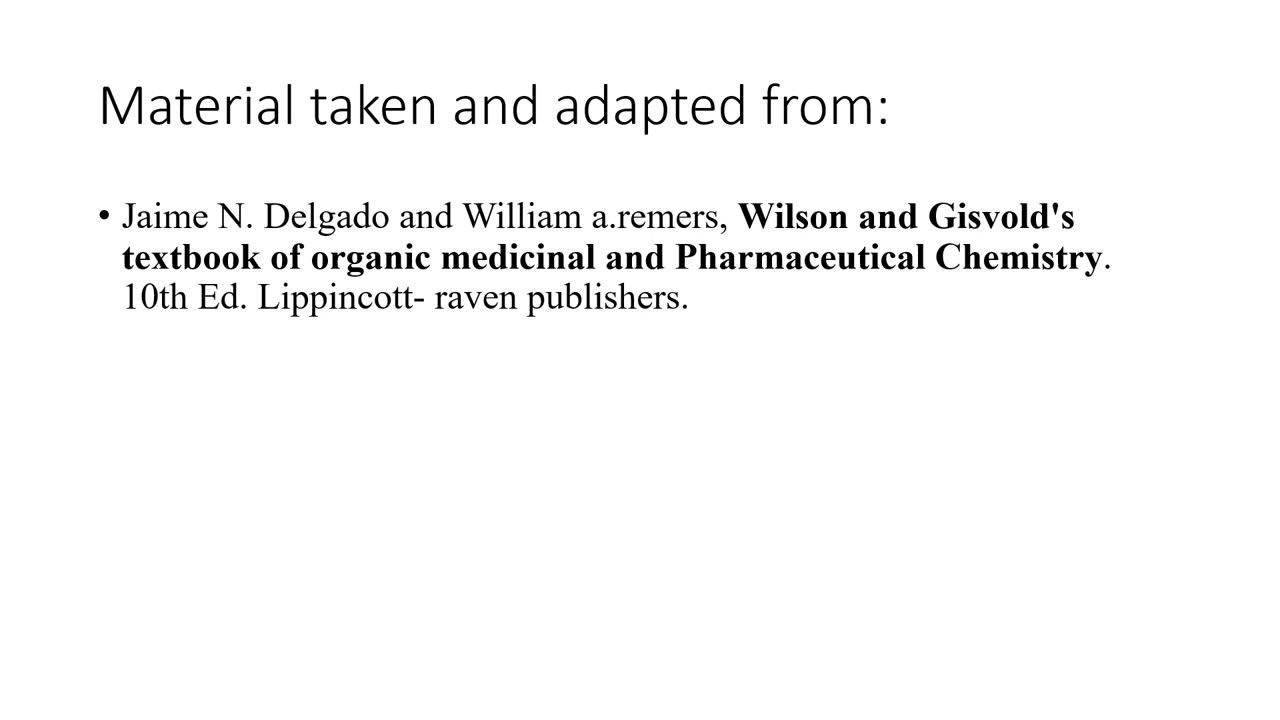 Material taken and adapted from:
• Jaime N. Delgado and William a.remers, Wilson and Gisvold's
textbook of organic medicinal and Pharmaceutical Chemistry.
10th Ed. Lippincott- raven publishers.